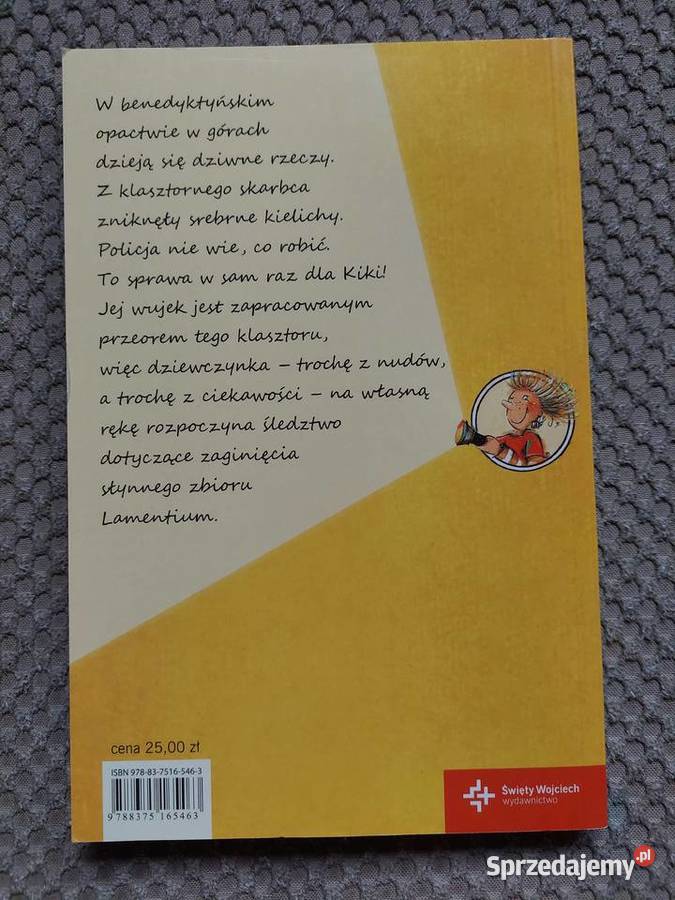 W benedyktyńskim
opactwie w górach
dzieją się dziwne rzeczy.
Z klasztornego skarbca
zniknęły srebrne kielichy.
Policja nie wie, co robić.
To sprawa w sam raz dla Kiki!
Jej wujek jest zapracowanym
przeorem tego klasztoru,
więc dziewczynka – trochę z nudów,
a trochę z ciekawości – na własną
rękę rozpoczyna śledztwo
dotyczące zaginięcia
słynnego zbioru
Lamentium.
cena 25,00 zł
ISBN 978-83-7516-546-3
9788375165463
Święty Wojciech
wydawnictwo
Sprzedajemy.pl